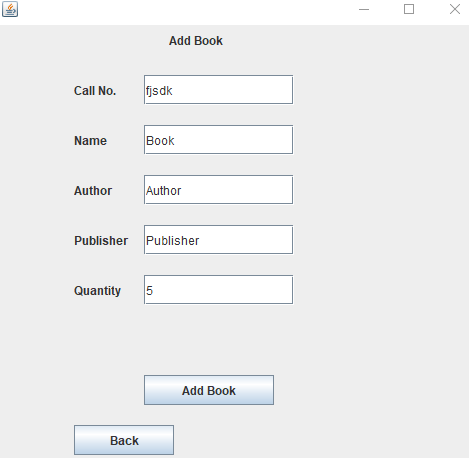 Add Book
Call No. fjsdk
Name Book
Author Author
Publisher Publisher
Quantity 5
Add Book
Back